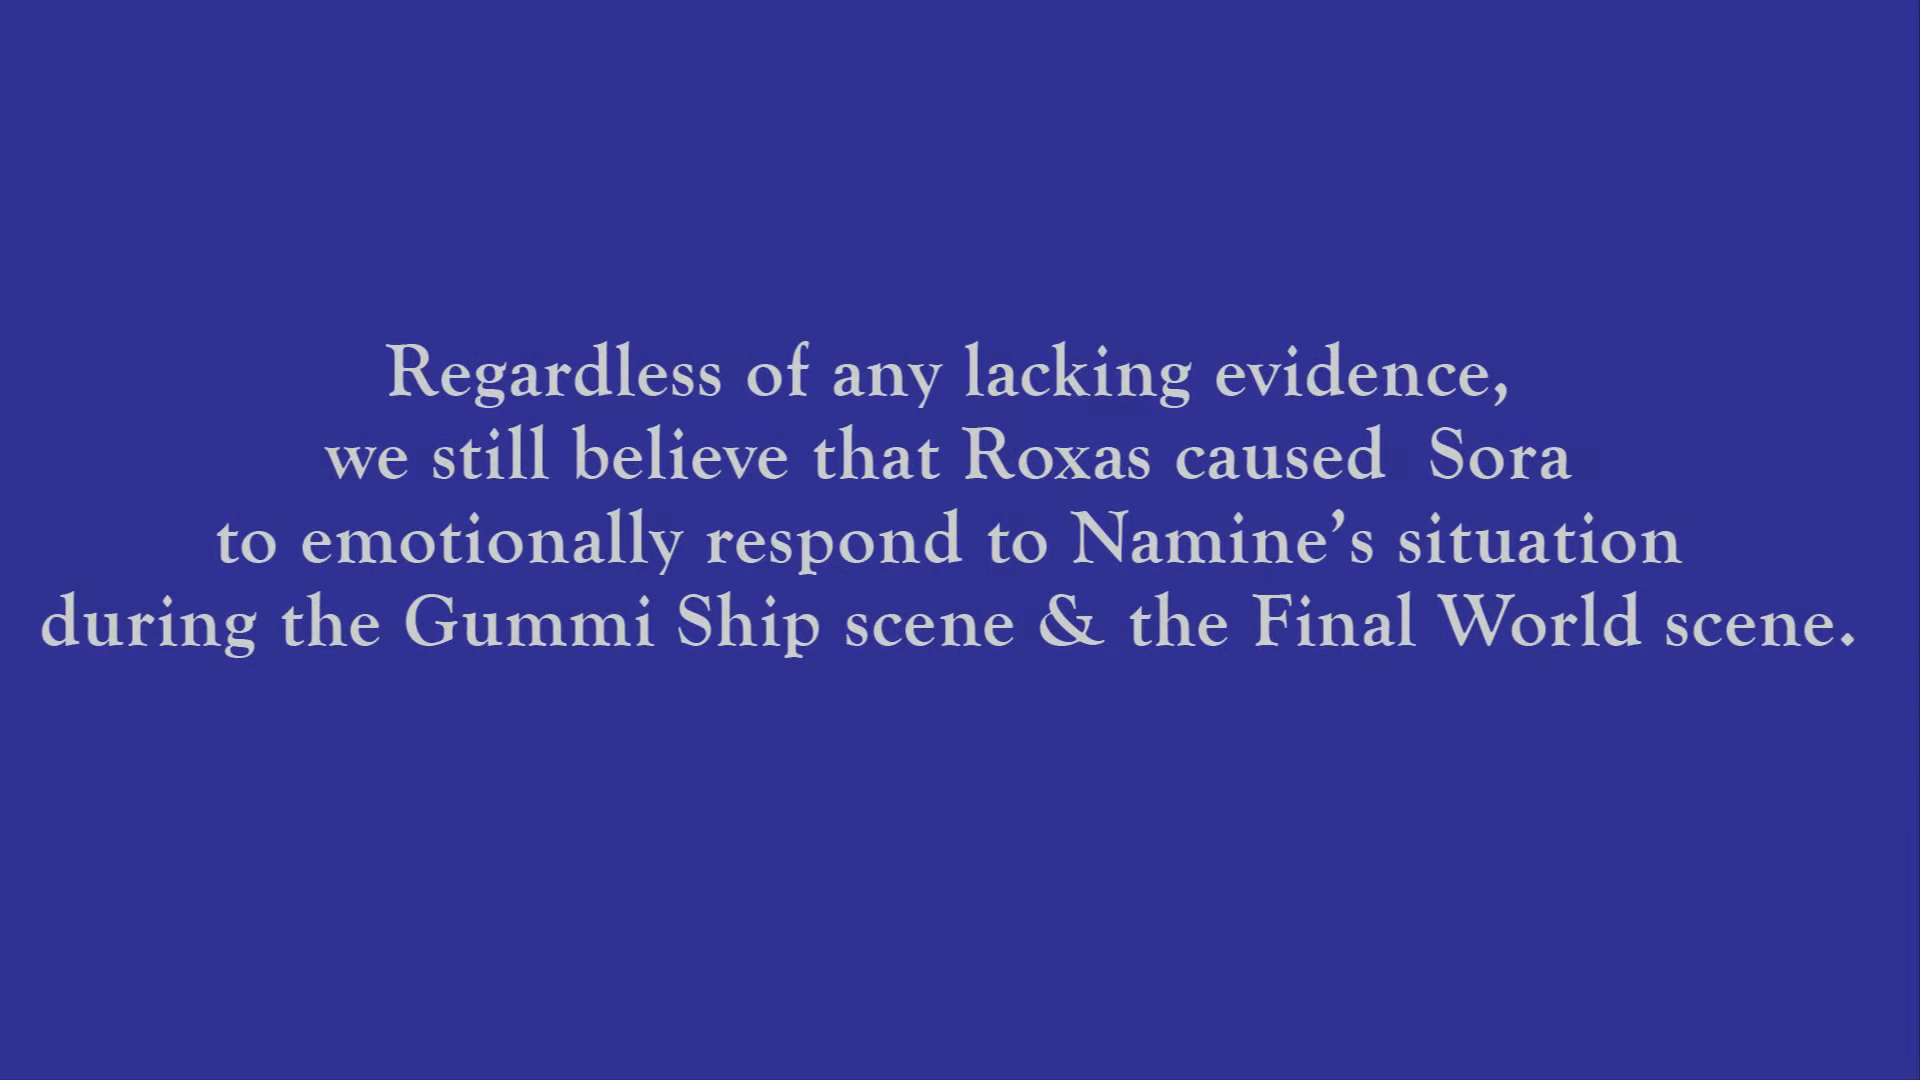 Regardless of any lacking evidence,
we still believe that Roxas caused  Sora
to emotionally respond to Namine’s situation
during the Gummi Ship scene & the Final World scene.